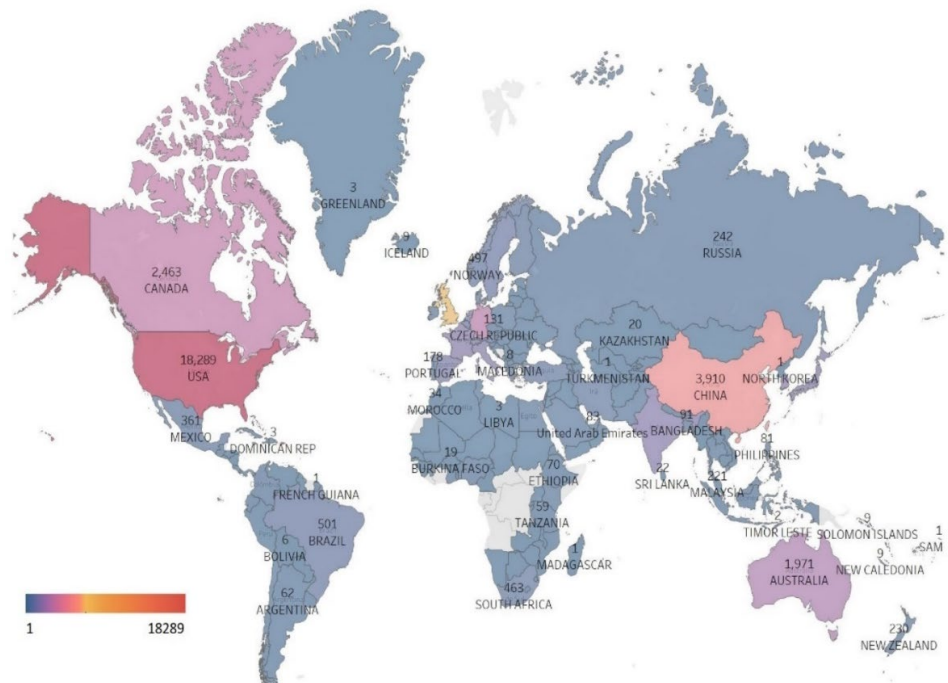 3
GREENLAND
9
ICELAND
242
RUSSIA
497
NORWAY
2,463
CANADA
131
CZECH REPUBLIC
20
KAZAKHSTAN
18,289
USA
178
PORTUGAL
8
MACEDONIA
1
TURKMENISTAN
3,910
CHINA
1
NORTH KOREA
34
MOROCCO
3
LIBYA
83
United Arab Emirates
91
BANGLADESH
361
MEXICO
3
DOMINICAN REP
81
PHILIPPINES
19
BURKINA FASO
70
ETHIOPIA
22
SRI LANKA
221
MALAYSIA
1
FRENCH GUIANA
501
BRAZIL
59
TANZANIA
2
TIMOR LESTE
9
SOLOMON ISLANDS
1
SAM
6
BOLIVIA
1
MADAGASCAR
9
NEW CALEDONIA
1,971
AUSTRALIA
62
ARGENTINA
463
SOUTH AFRICA
230
NEW ZEALAND
1
18289